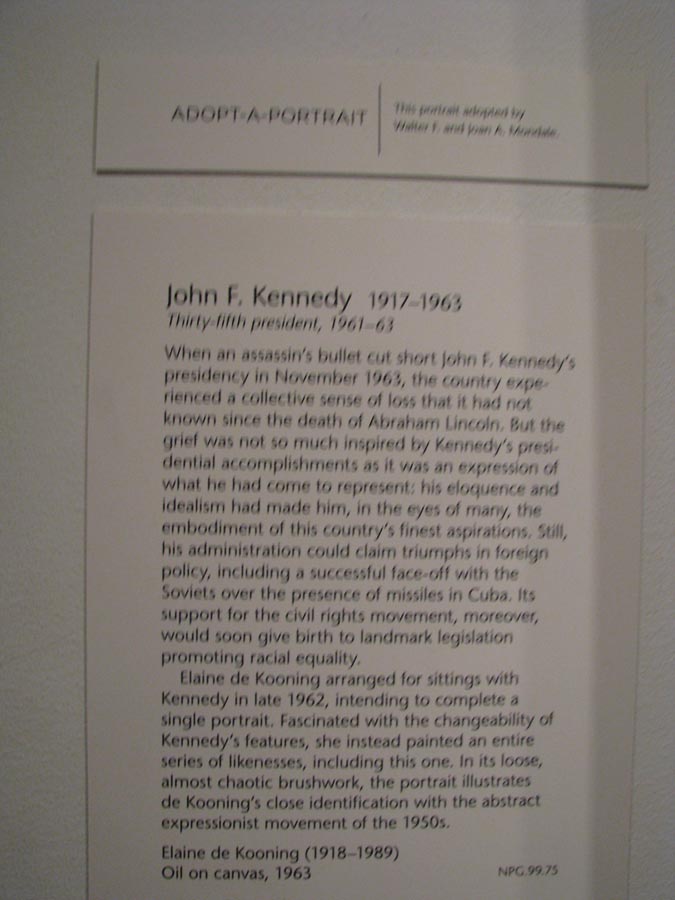 ADOPT-A-PORTRAIT
This portrait adopted by
Walter F. and Joan A. Mondale.
John F. Kennedy 1917–1963
Thirty-fifth president, 1961–63
When an assassin's bullet cut short John F. Kennedy's
presidency in November 1963, the country expe-
rienced a collective sense of loss that it had not
known since the death of Abraham Lincoln. But the
grief was not so much inspired by Kennedy's presi-
dential accomplishments as it was an expression of
what he had come to represent: his eloquence and
idealism had made him, in the eyes of many, the
embodiment of this country's finest aspirations. Still,
his administration could claim triumphs in foreign
policy, including a successful face-off with the
Soviets over the presence of missiles in Cuba. Its
support for the civil rights movement, moreover,
would soon give birth to landmark legislation
promoting racial equality.
Elaine de Kooning arranged for sittings with
Kennedy in late 1962, intending to complete a
single portrait. Fascinated with the changeability of
Kennedy's features, she instead painted an entire
series of likenesses, including this one. In its loose,
almost chaotic brushwork, the portrait illustrates
de Kooning's close identification with the abstract
expressionist movement of the 1950s.
Elaine de Kooning (1918–1989)
Oil on canvas, 1963
NPG.99.75